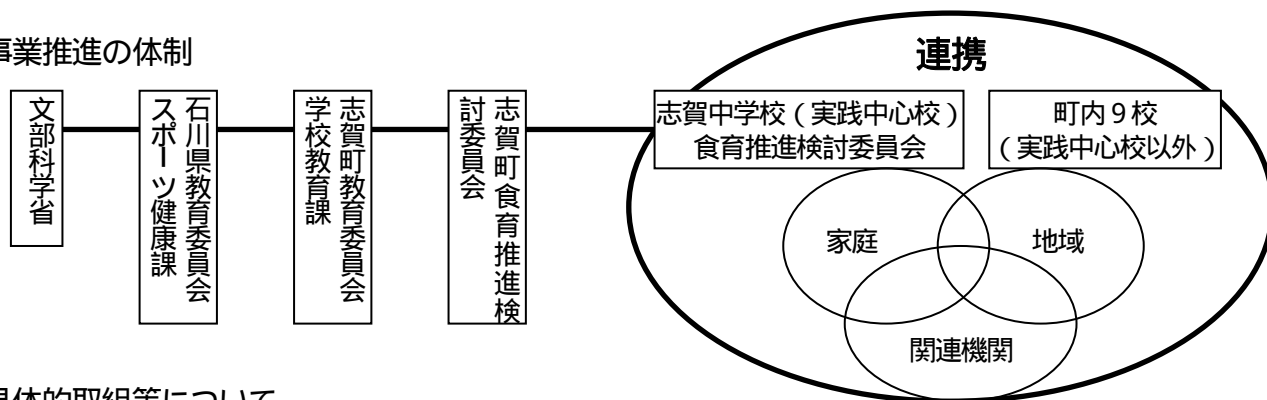 事業推進の体制
文部科学省
石川県教育委員会
スポーツ健康課
志賀町教育委員会
学校教育課
志賀町食育推進検
討委員会
連携
志賀中学校（実践中心校）
食育推進検討委員会
町内９校
（実践中心校以外）
家庭
地域
関連機関
具体的取組等について